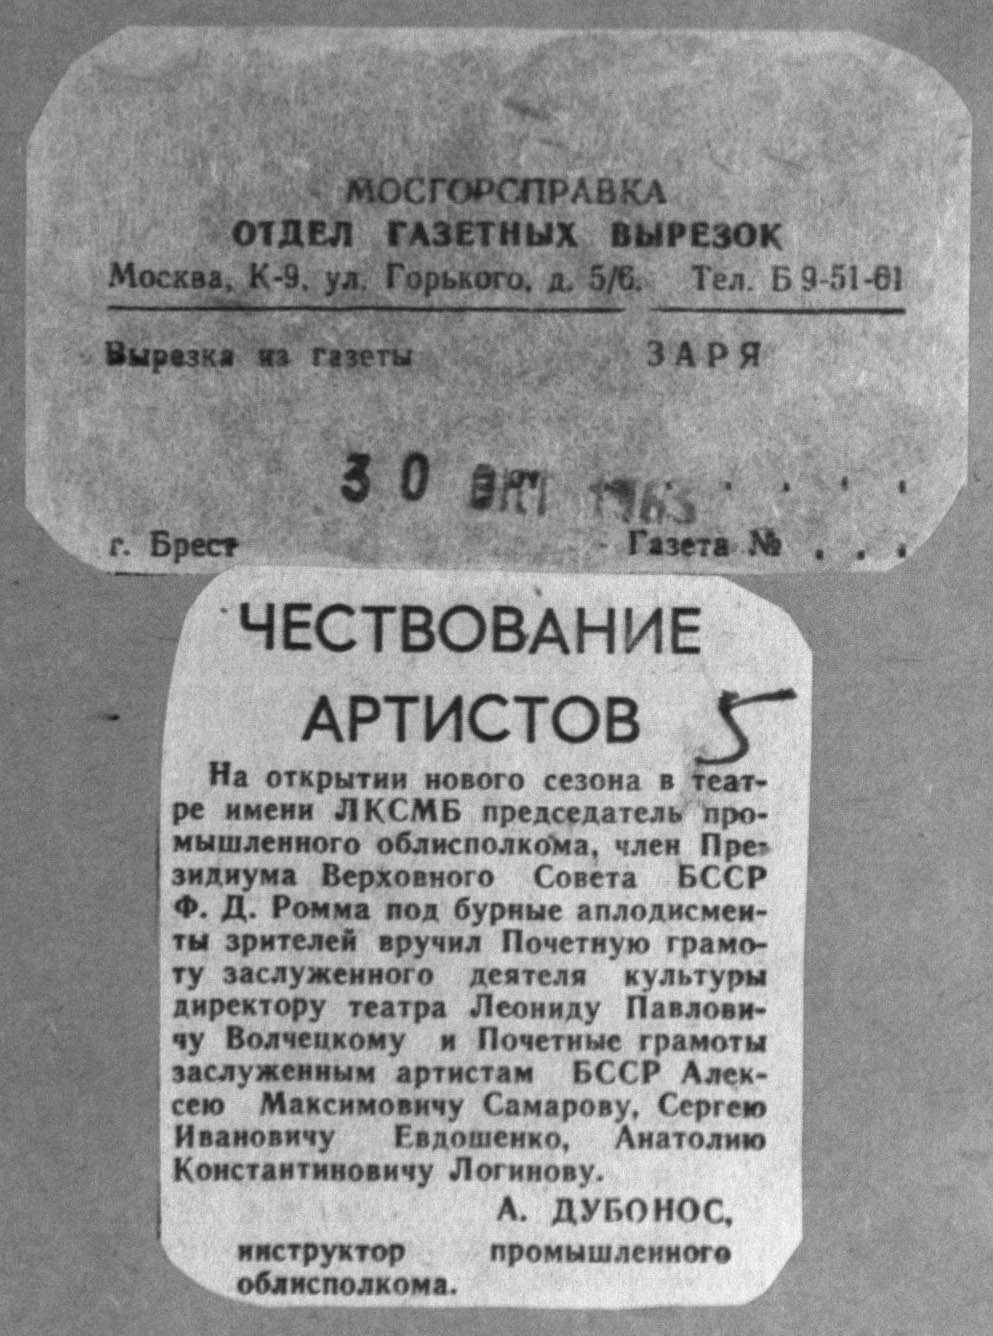 МОСГОРСПРАВКА
ОТДЕЛ ГАЗЕТНЫХ ВЫРЕЗОК
Москва, К-9, ул. Горького, д. 5/6. Тел. Б 9-51-61
Вырезка из газеты ЗАРЯ
30 ОКТ 1963 . . . . .
г. Брест Газета № . . .
ЧЕСТВОВАНИЕ
АРТИСТОВ 5
На открытии нового сезона в теат-
ре имени ЛКСМБ председатель про-
мышленного облисполкома, член Пре-
зидиума Верховного Совета БССР
Ф. Д. Ромма под бурные аплодисмен-
ты зрителей вручил Почетную грамо-
ту заслуженного деятеля культуры
директору театра Леониду Павлови-
чу Волчецкому и Почетные грамоты
заслуженным артистам БССР Алек-
сею Максимовичу Самарову, Сергею
Ивановичу Евдошенко, Анатолию
Константиновичу Логинову.
А. ДУБОНОС,
инструктор промышленного
облисполкома.